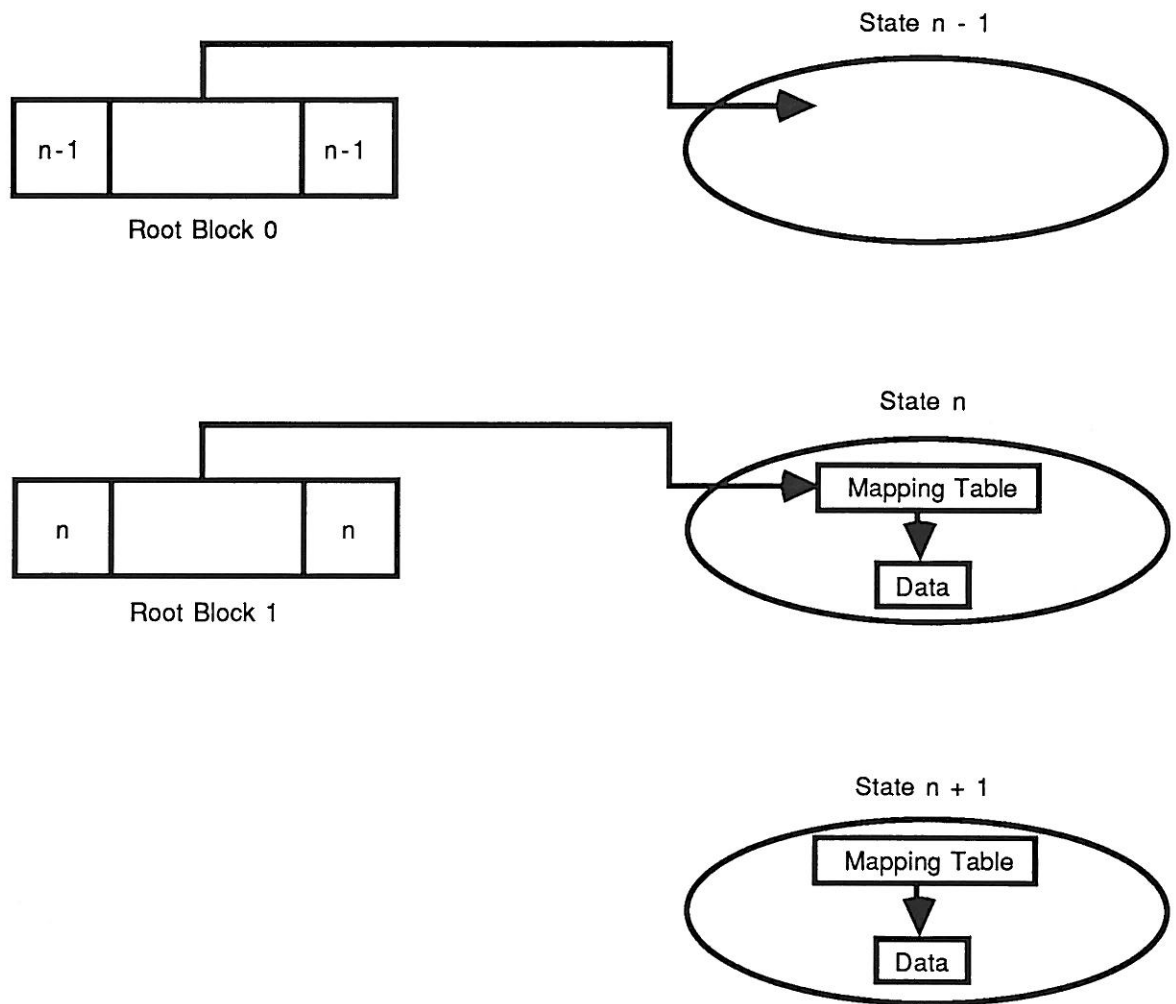 State n - 1
n-1
n-1
Root Block 0
State n
n
n
Mapping Table
Data
Root Block 1
State n + 1
Mapping Table
Data